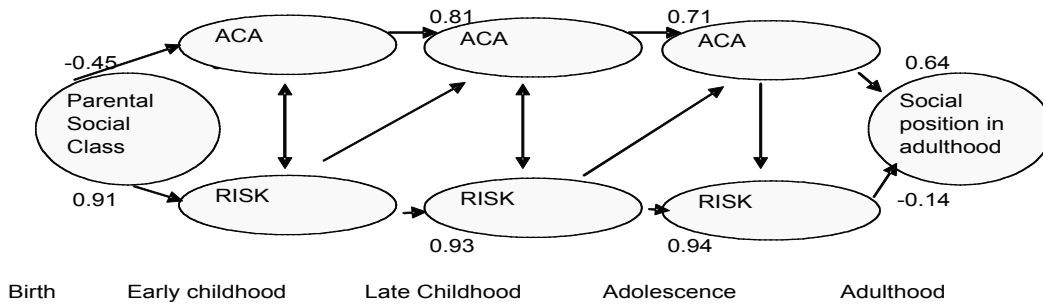 0.81
0.71
ACA
ACA
ACA
-0.45
0.64
Parental
Social
Class
Social
position in
adulthood
0.91
RISK
RISK
RISK
-0.14
0.93
0.94
Birth
Early childhood
Late Childhood
Adolescence
Adulthood